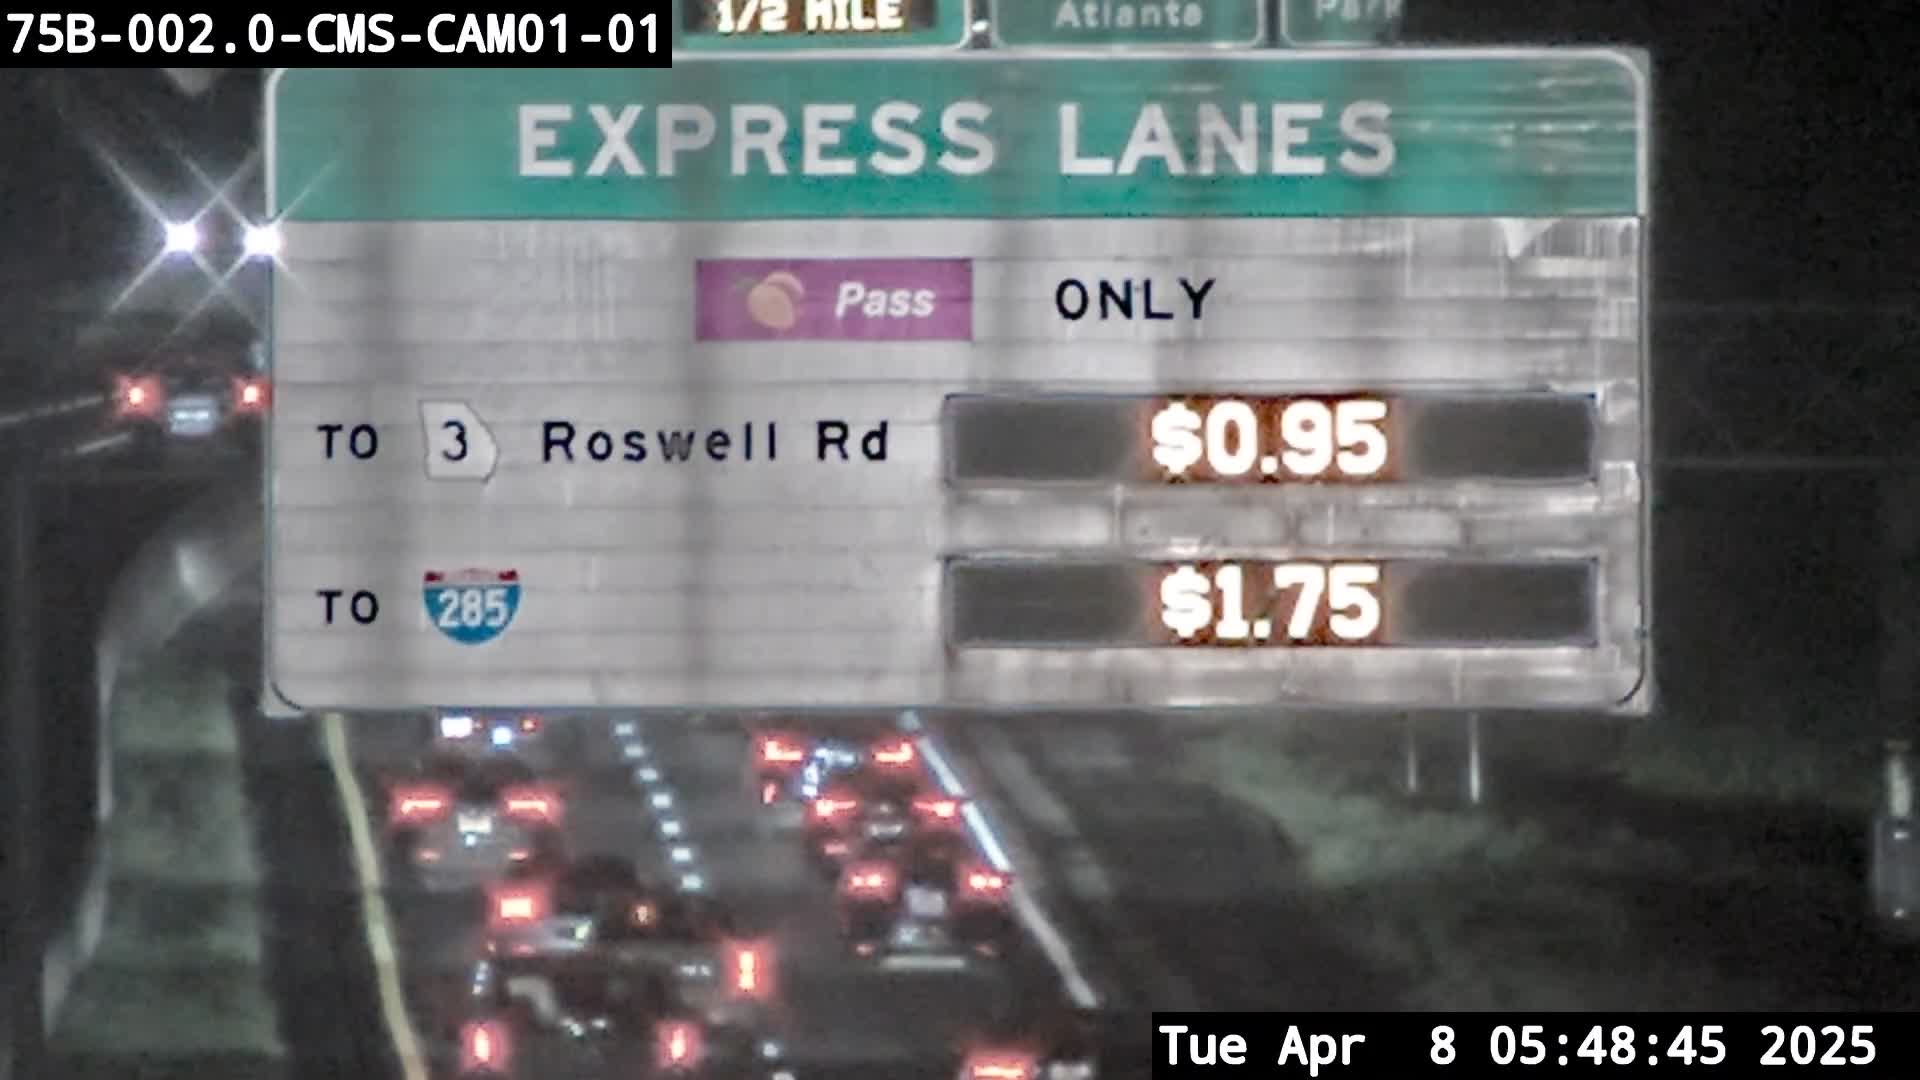 75B-002.0-CMS-CAM01-01
1/2 MILE
Atlanta
Park
EXPRESS LANES
Pass ONLY
TO 3 Roswell Rd $0.95
TO 285 $1.75
Tue Apr 8 05:48:45 2025